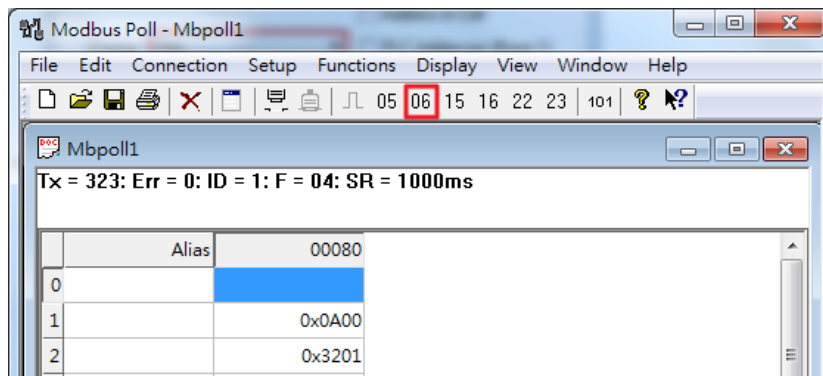 Modbus Poll - Mbpoll1
File Edit Connection Setup Functions Display View Window Help
05 06 15 16 22 23 101
Mbpoll1
Tx = 323: Err = 0: ID = 1: F = 04: SR = 1000ms
Alias 00080
0
1 0x0A00
2 0x3201